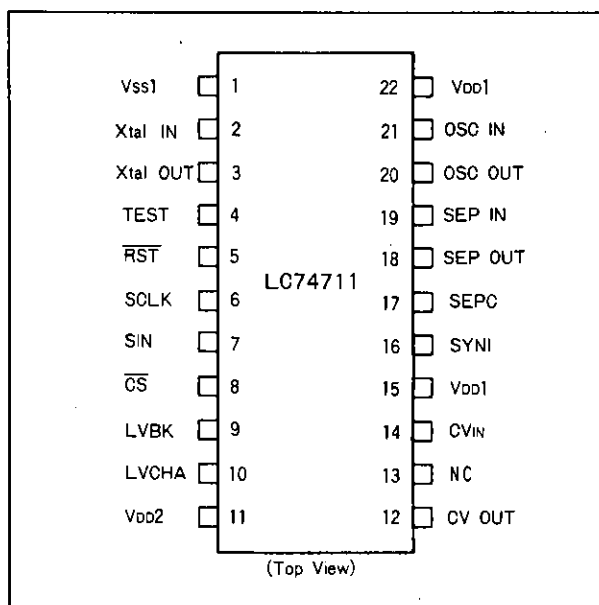 Vss1 1 22 VDD1
Xtal IN 2 21 OSC IN
Xtal OUT 3 20 OSC OUT
TEST 4 19 SEP IN
R̅S̅T̅ 5 18 SEP OUT
LC74711
SCLK 6 17 SEPC
SIN 7 16 SYNI
C̅S̅ 8 15 VDD1
LVBK 9 14 CVIN
LVCHA 10 13 NC
VDD2 11 12 CV OUT
(Top View)